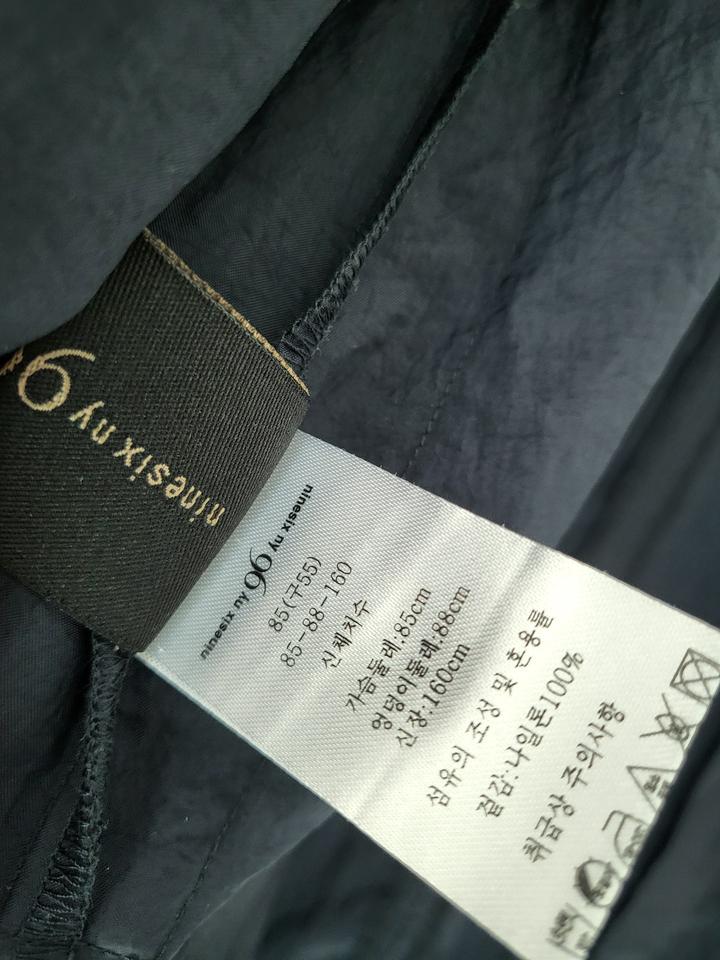 96
ninesix ny
ninesix ny 96 ninesix ny
85(구55)
85-88-160
신체치수
가슴둘레:85cm
엉덩이둘레:88cm
신장:160cm
섬유의 조성 및 혼용률
겉감:나일론100%
취급상 주의사항